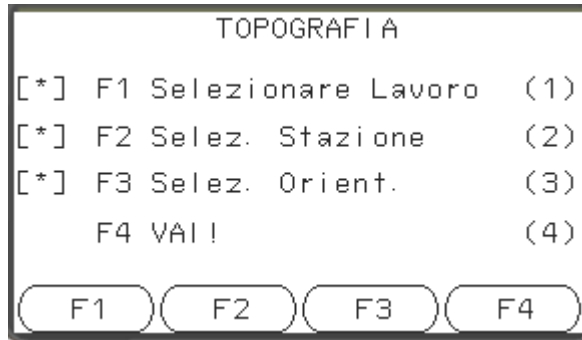 TOPOGRAFIA
[*] F1 Selezionare Lavoro (1)
[*] F2 Selez. Stazione (2)
[*] F3 Selez. Orient. (3)
F4 VAI! (4)
F1 F2 F3 F4